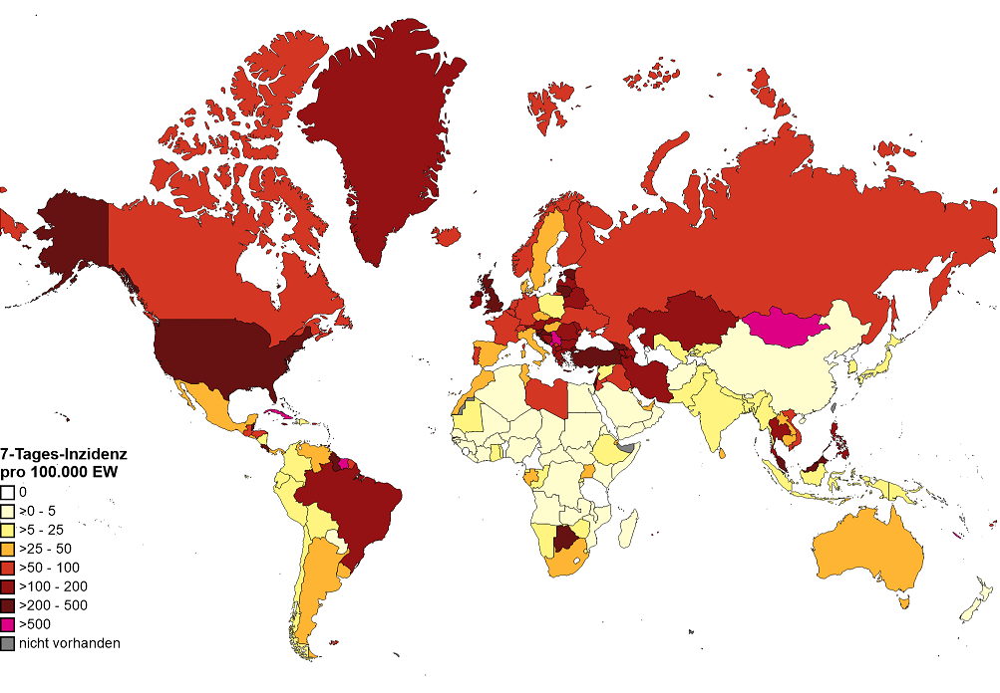 7-Tages-Inzidenz
pro 100.000 EW
0
>0 - 5
>5 - 25
>25 - 50
>50 - 100
>100 - 200
>200 - 500
>500
nicht vorhanden